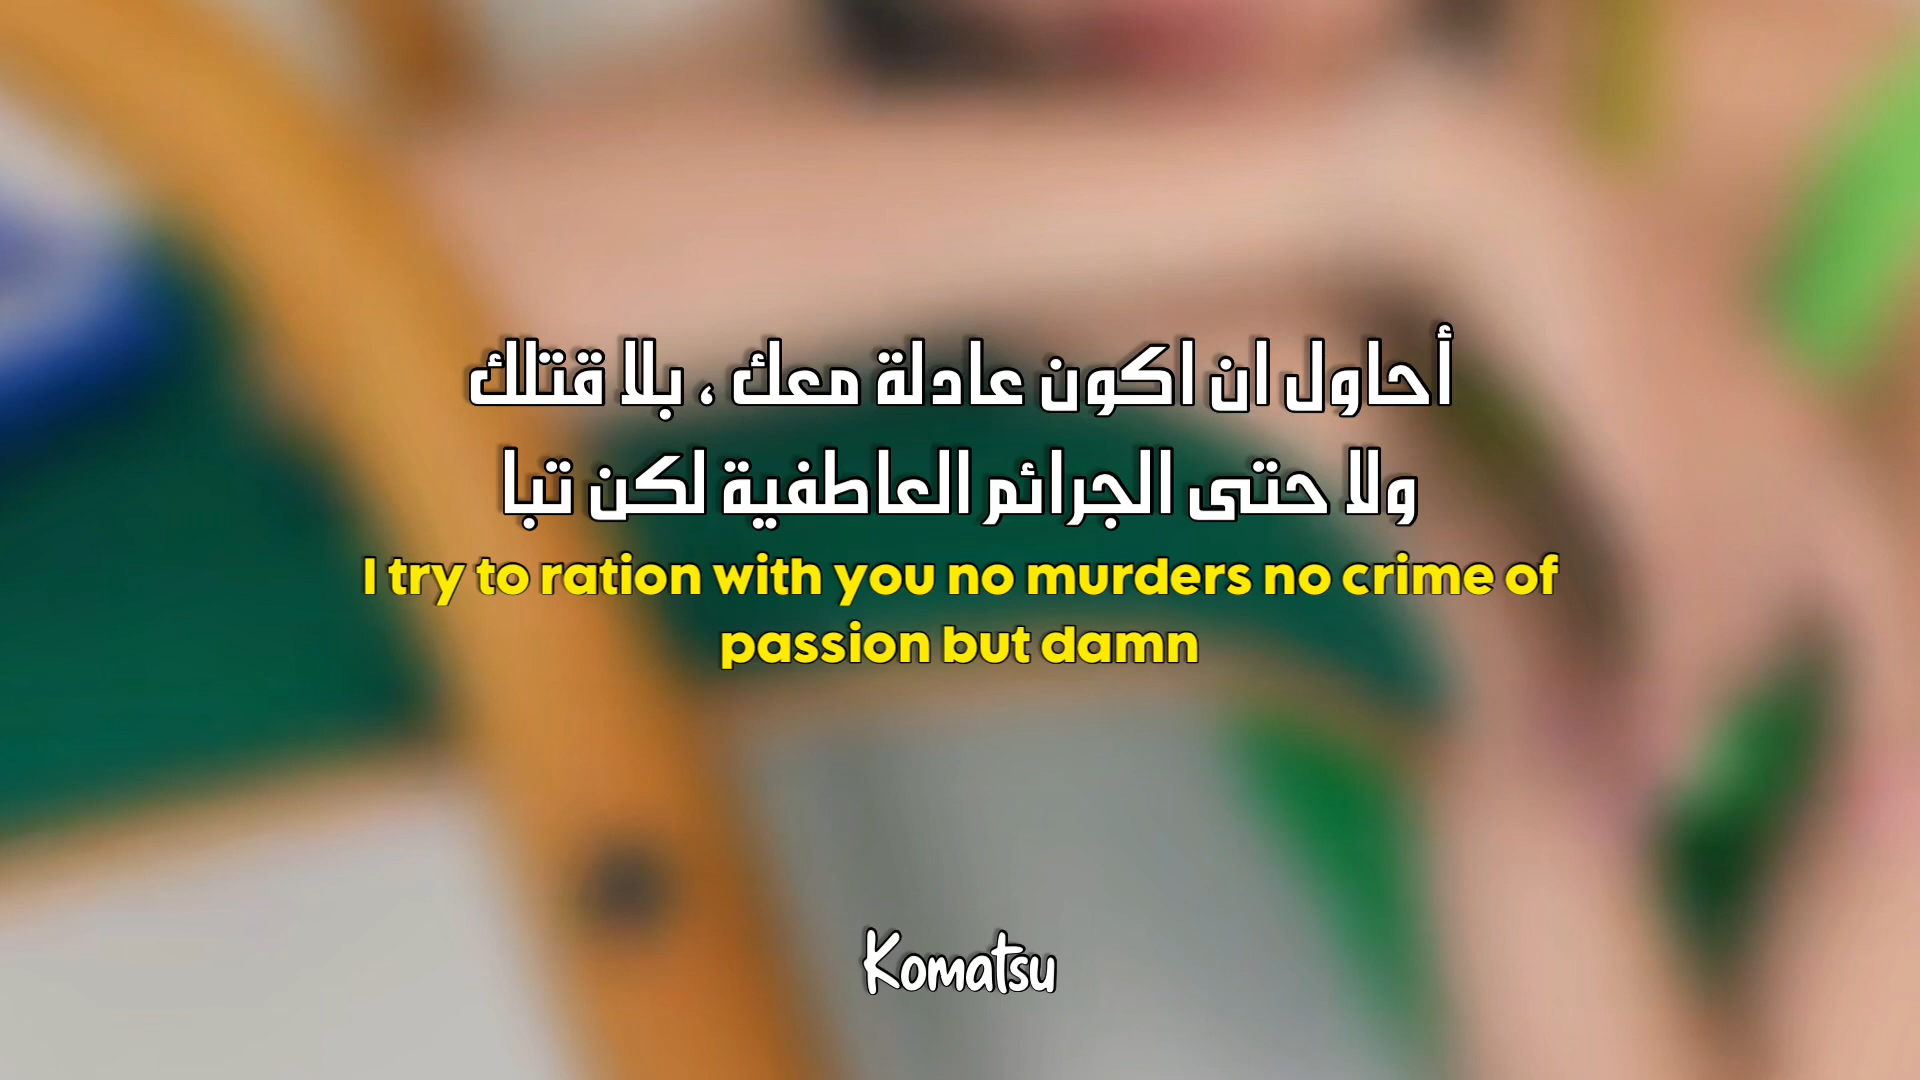 أحاول ان اكون عادلة معك ، بلا قتلك
ولا حتى الجرائم العاطفية لكن تبا
I try to ration with you no murders no crime of
passion but damn
Komatsu